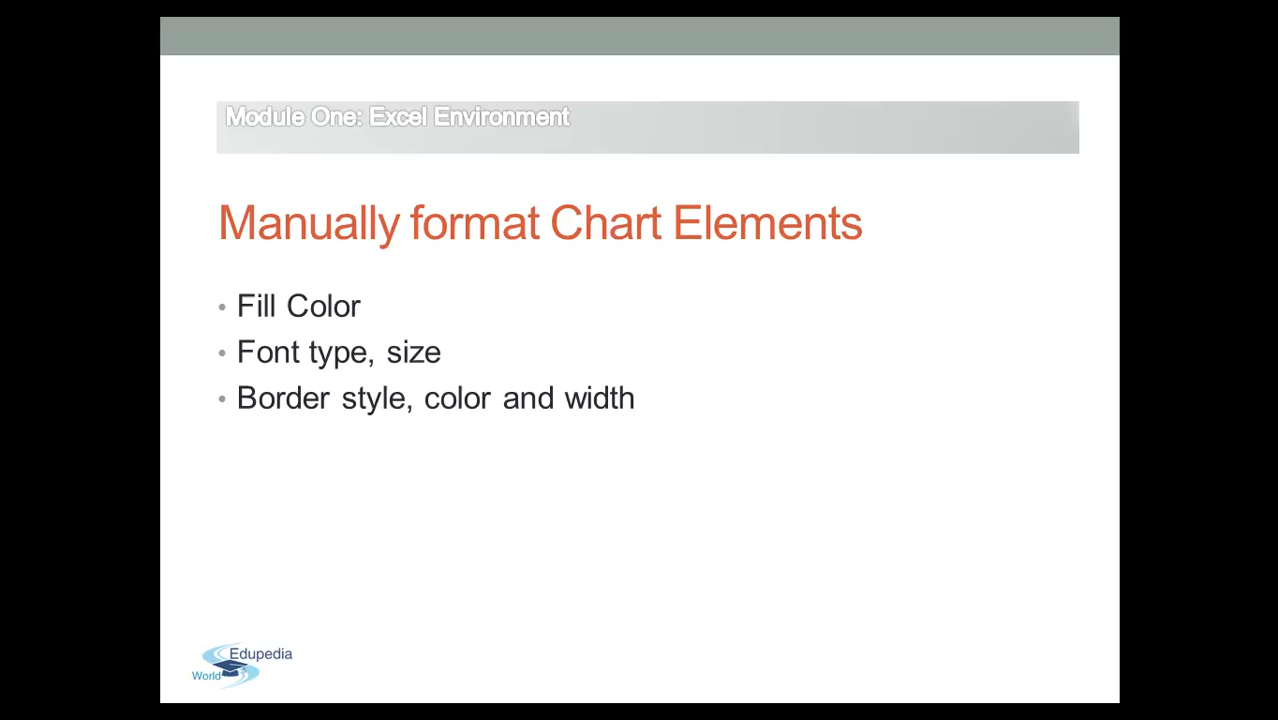 Module One: Excel Environment
Manually format Chart Elements
• Fill Color
• Font type, size
• Border style, color and width
Edupedia
World